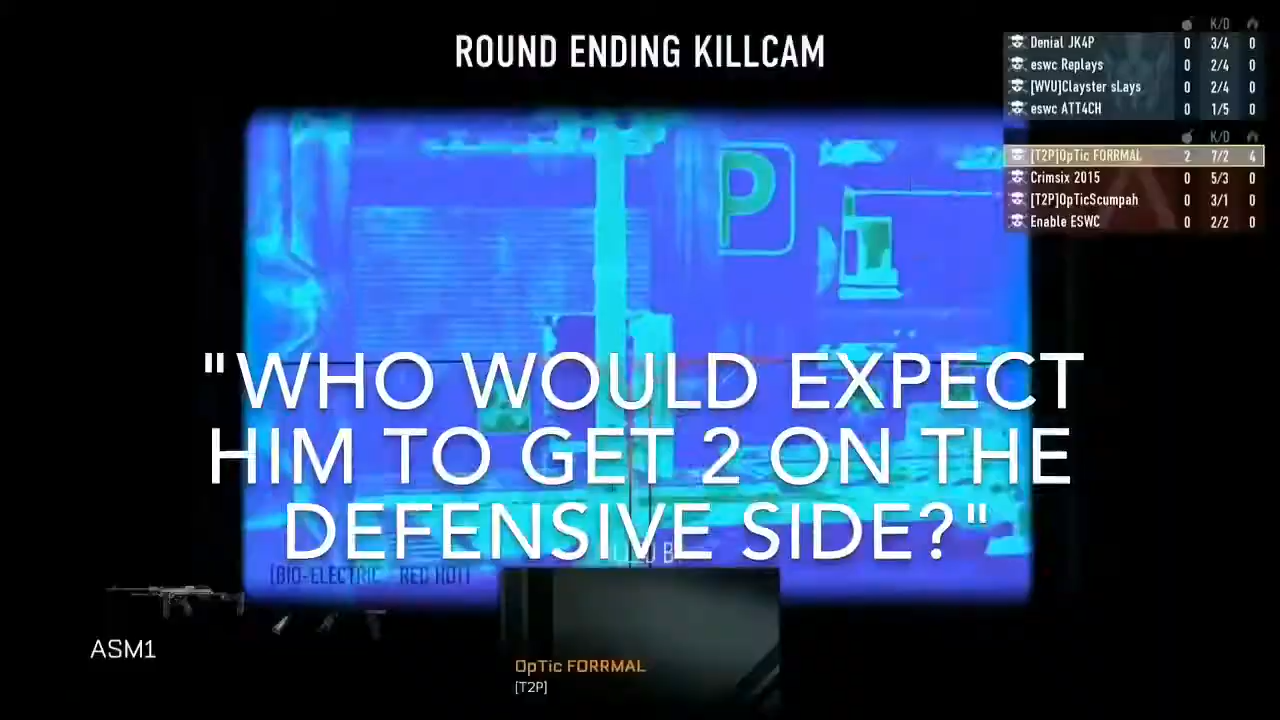 ROUND ENDING KILLCAM
K/D
Denial JK4P 0 3/4 0
eswc Replays 0 2/4 0
[WVU]Clayster sLays 0 2/4 0
eswc ATT4CH 0 1/5 0
K/D
[T2P]OpTic FORRMAL 2 7/2 4
Crimsix 2015 0 5/3 0
[T2P]OpTicScumpah 0 3/1 0
Enable ESWC 0 2/2 0
P
"WHO WOULD EXPECT
HIM TO GET 2 ON THE
DEFENSIVE SIDE?"
[BIO-ELECTRIC RED HOT]
ASM1
OpTic FORRMAL
[T2P]